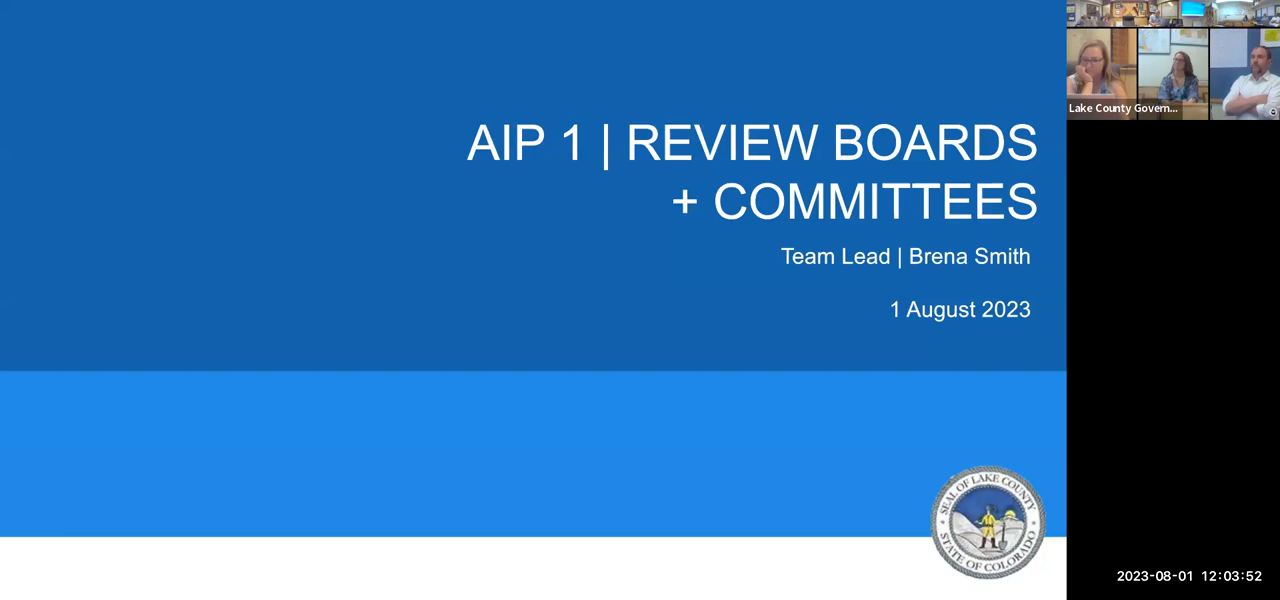 AIP 1 | REVIEW BOARDS
+ COMMITTEES
Team Lead | Brena Smith
1 August 2023
SEAL OF LAKE COUNTY
STATE OF COLORADO
Lake County Govern...
2023-08-01 12:03:52